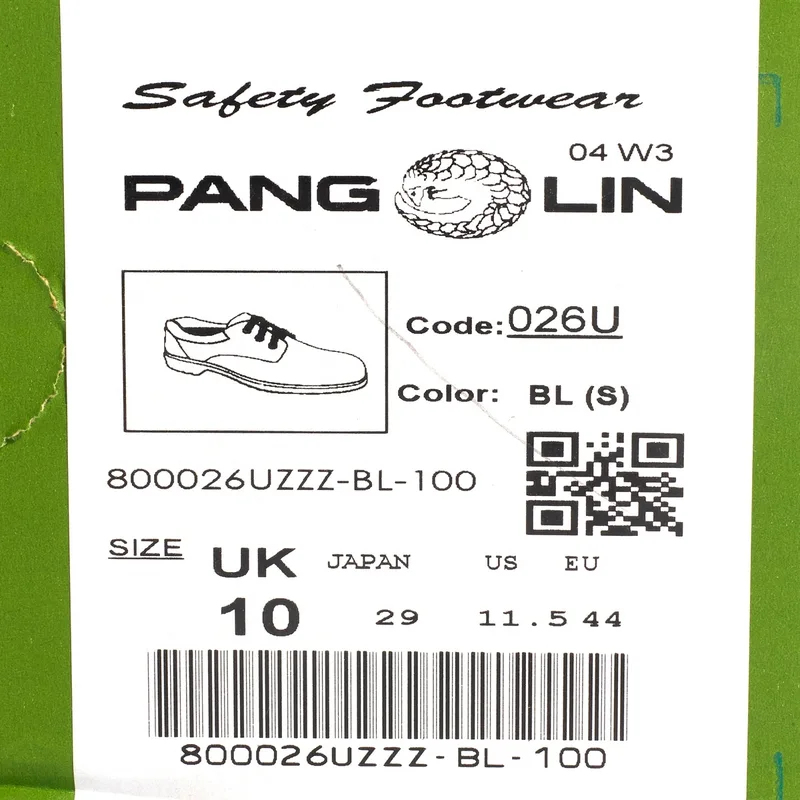 Safety Footwear
04 W3
PANG LIN
Code: 026U
Color: BL (S)
800026UZZZ-BL-100
SIZE UK JAPAN US EU
10 29 11.5 44
800026UZZZ-BL-100